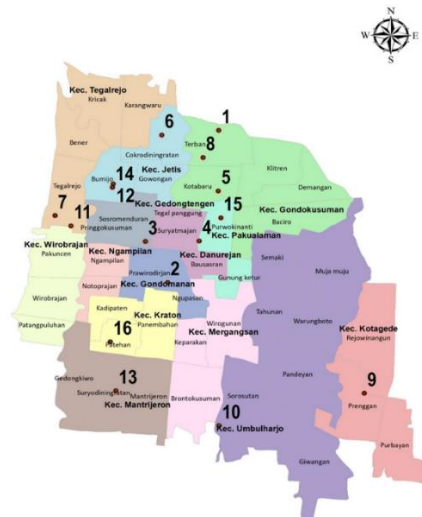 N
W E
S
Kec. Tegalrejo
Kricak
Karangwaru
Bener
Tegalrejo
6
1
8
Terban
Cokrodiningratan
Kec. Jetis
Bumijo
Gowongan
14
12
Klitren
5
Kotabaru
Demangan
7
11
Kec. Gedongtengen
Sosromenduran
Pringgokusuman
Tegal panggung
Suryatmajan
15
Purwokinanti
Kec. Gondokusuman
Baciro
Kec. Pakualaman
Kec. Wirobrajan
Pakuncen
Kec. Ngampilan
Ngampilan
3
4
Kec. Danurejan
Bausasran
Semaki
Gunung ketur
Muja muju
Prawirodirjan
2
Kec. Gondomanan
Notoprajan
Ngupasan
Wirobrajan
Patangpuluhan
Kadipaten
Kec. Kraton
Panembahan
16
Patehan
Wirogunan
Kec. Mergangsan
Keparakan
Tahunan
Warungboto
Kec. Kotagede
Rejowinangun
Gedongkiwo
13
Suryodiningratan
Mantrijeron
Kec. Mantrijeron
Brontokusuman
Pandeyan
Sorosutan
9
Prenggan
10
Kec. Umbulharjo
Purbayan
Giwangan